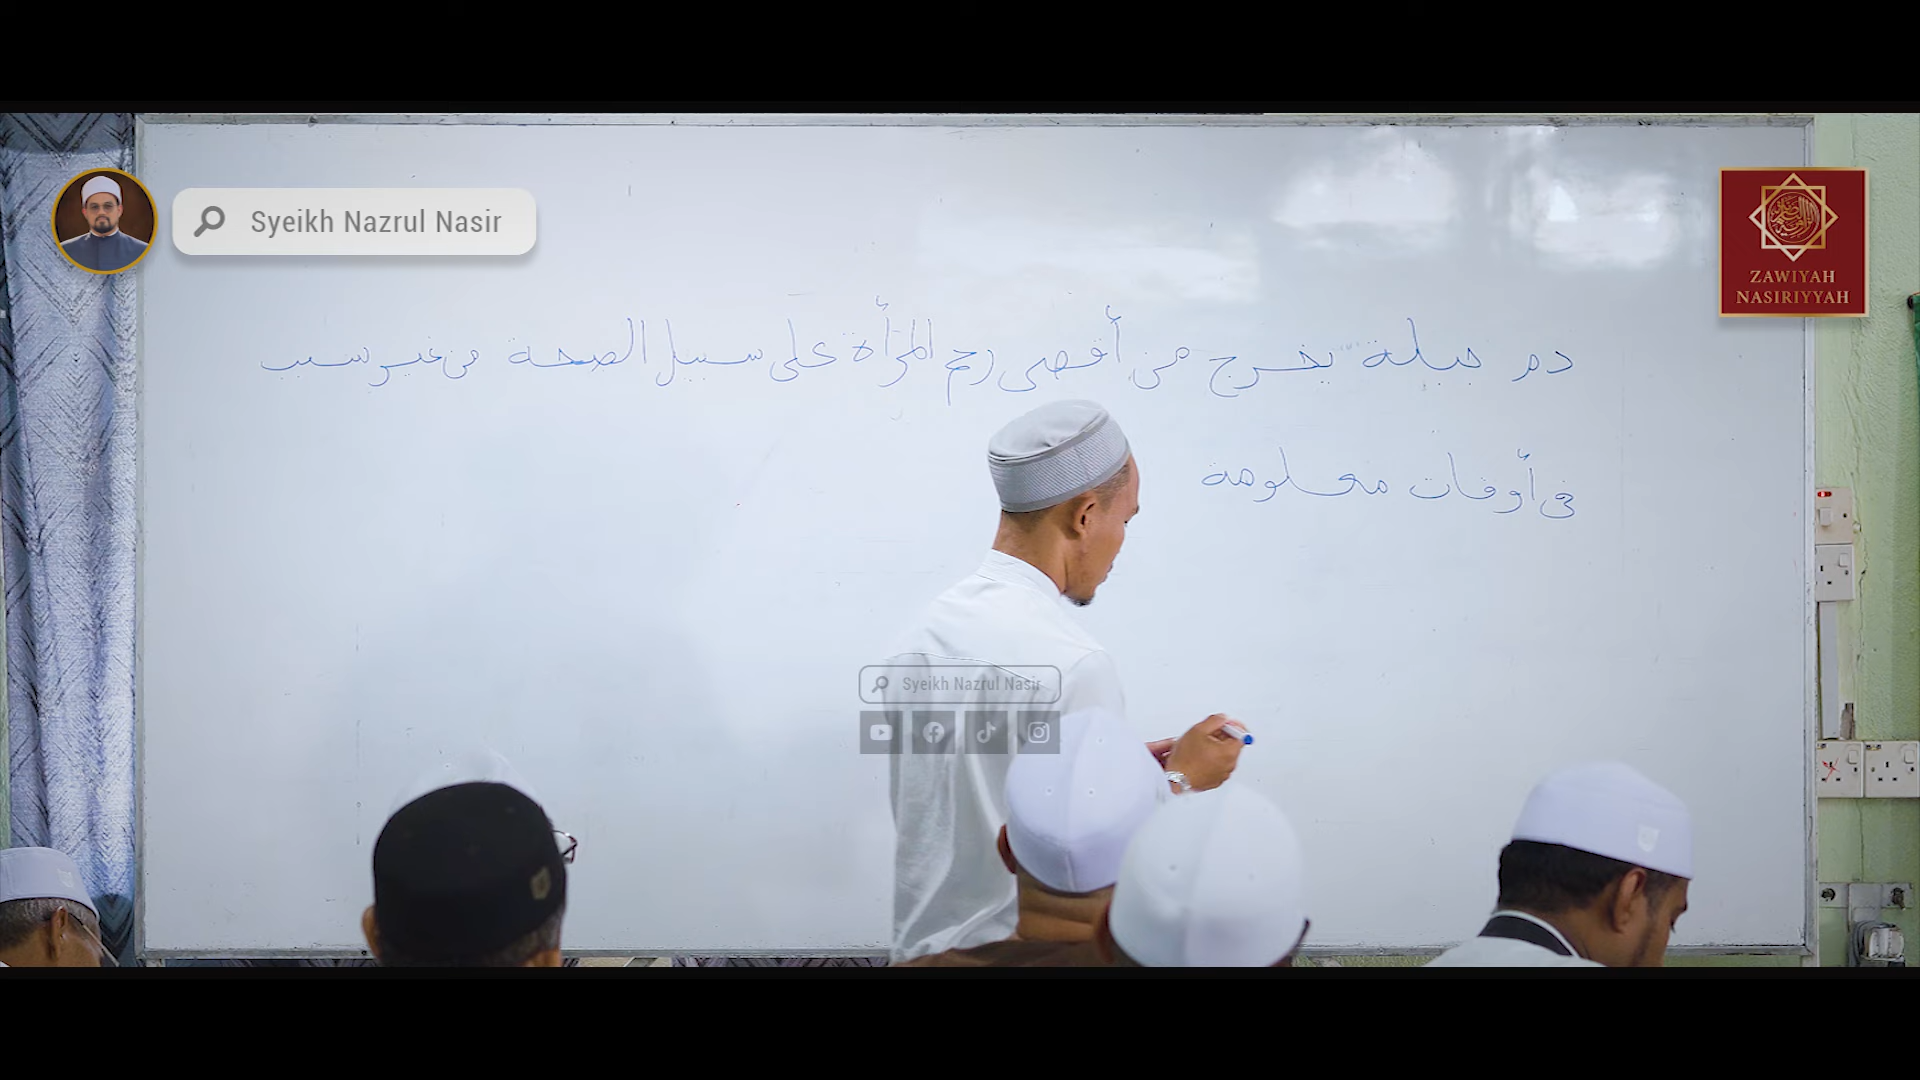 Syeikh Nazrul Nasir
ZAWIYAH
NASIRIYYAH
دم جبلة يخرج من أقصى رحم المرأة على سبيل الصحة من غير سبب
فى أوقات معلومة
Syeikh Nazrul Nasir